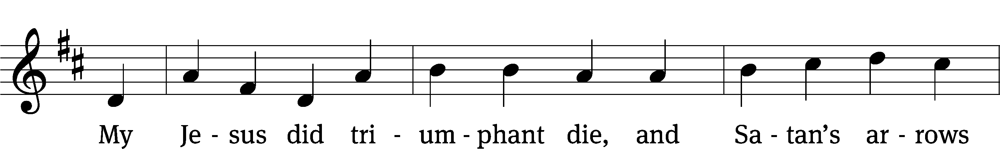 My Je - sus did tri - um - phant die, and Sa - tan’s ar - rows